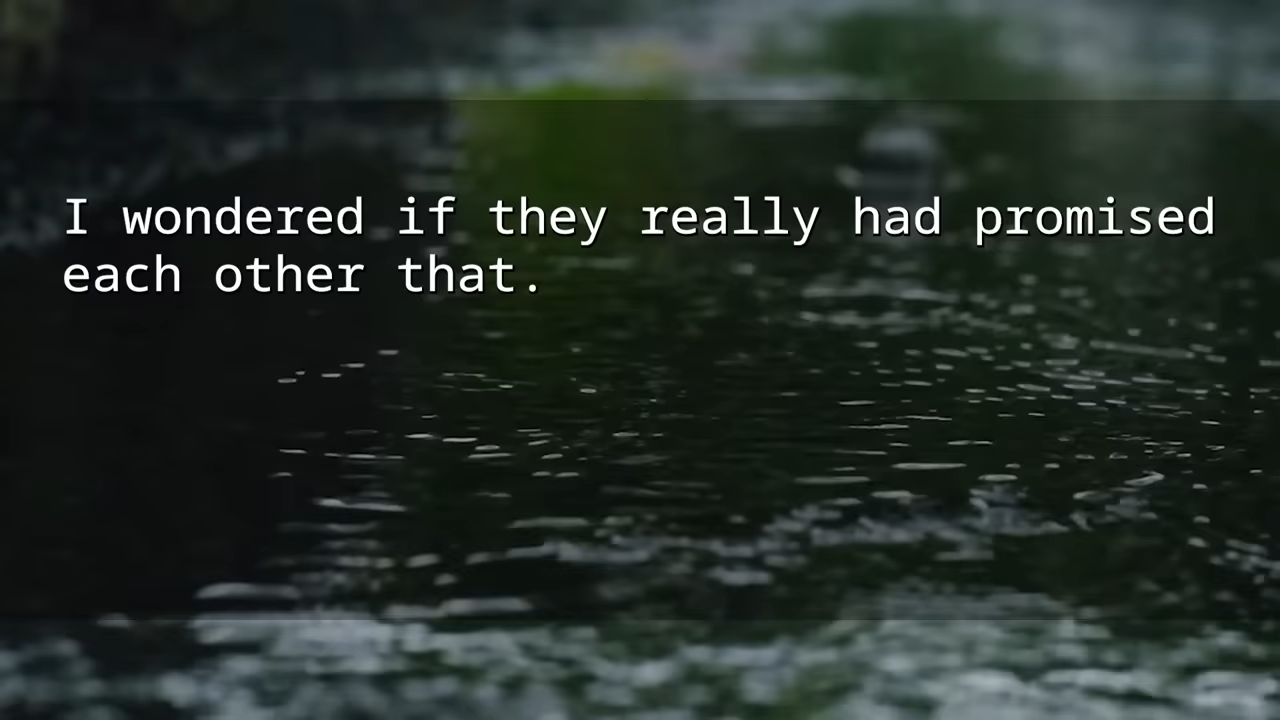 I wondered if they really had promised
each other that.